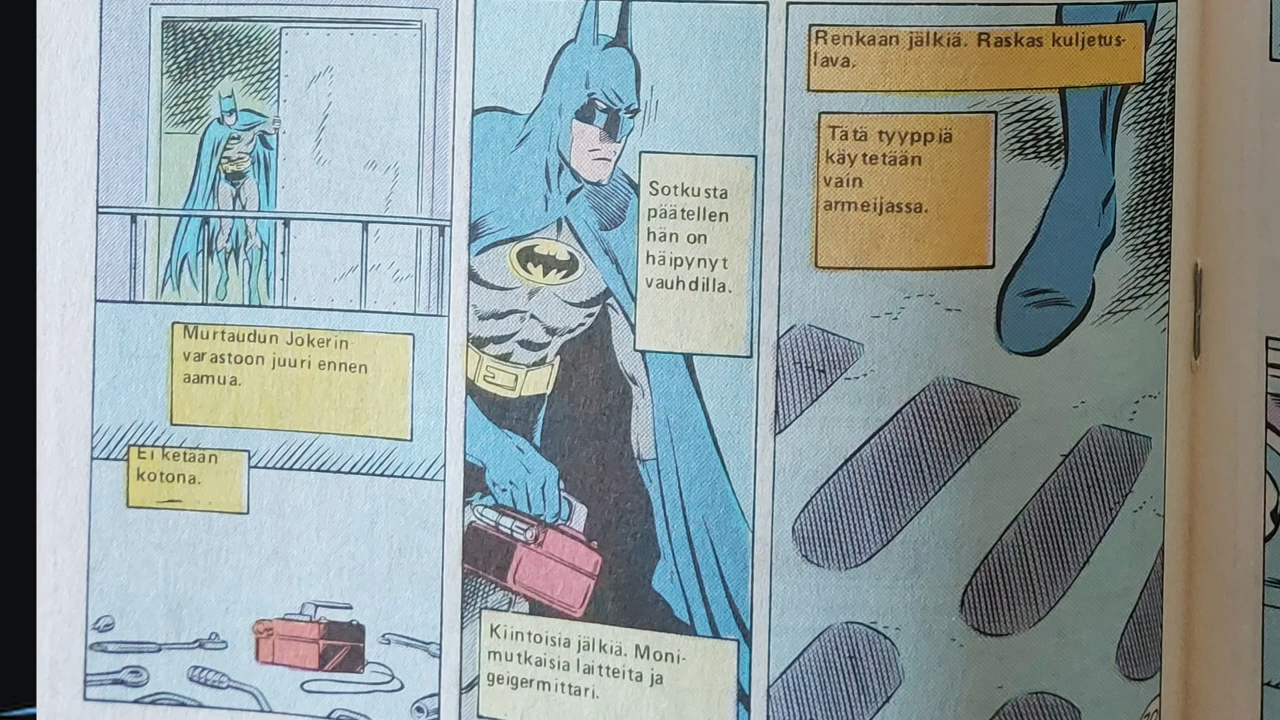 Murtaudun Jokerin
varastoon juuri ennen
aamua.
Ei ketään
kotona.
Sotkusta
päätellen
hän on
häipynyt
vauhdilla.
Kiintoisia jälkiä. Moni-
mutkaisia laitteita ja
geigermittari.
Renkaan jälkiä. Raskas kuljetus-
lava.
Tätä tyyppiä
käytetään
vain
armeijassa.